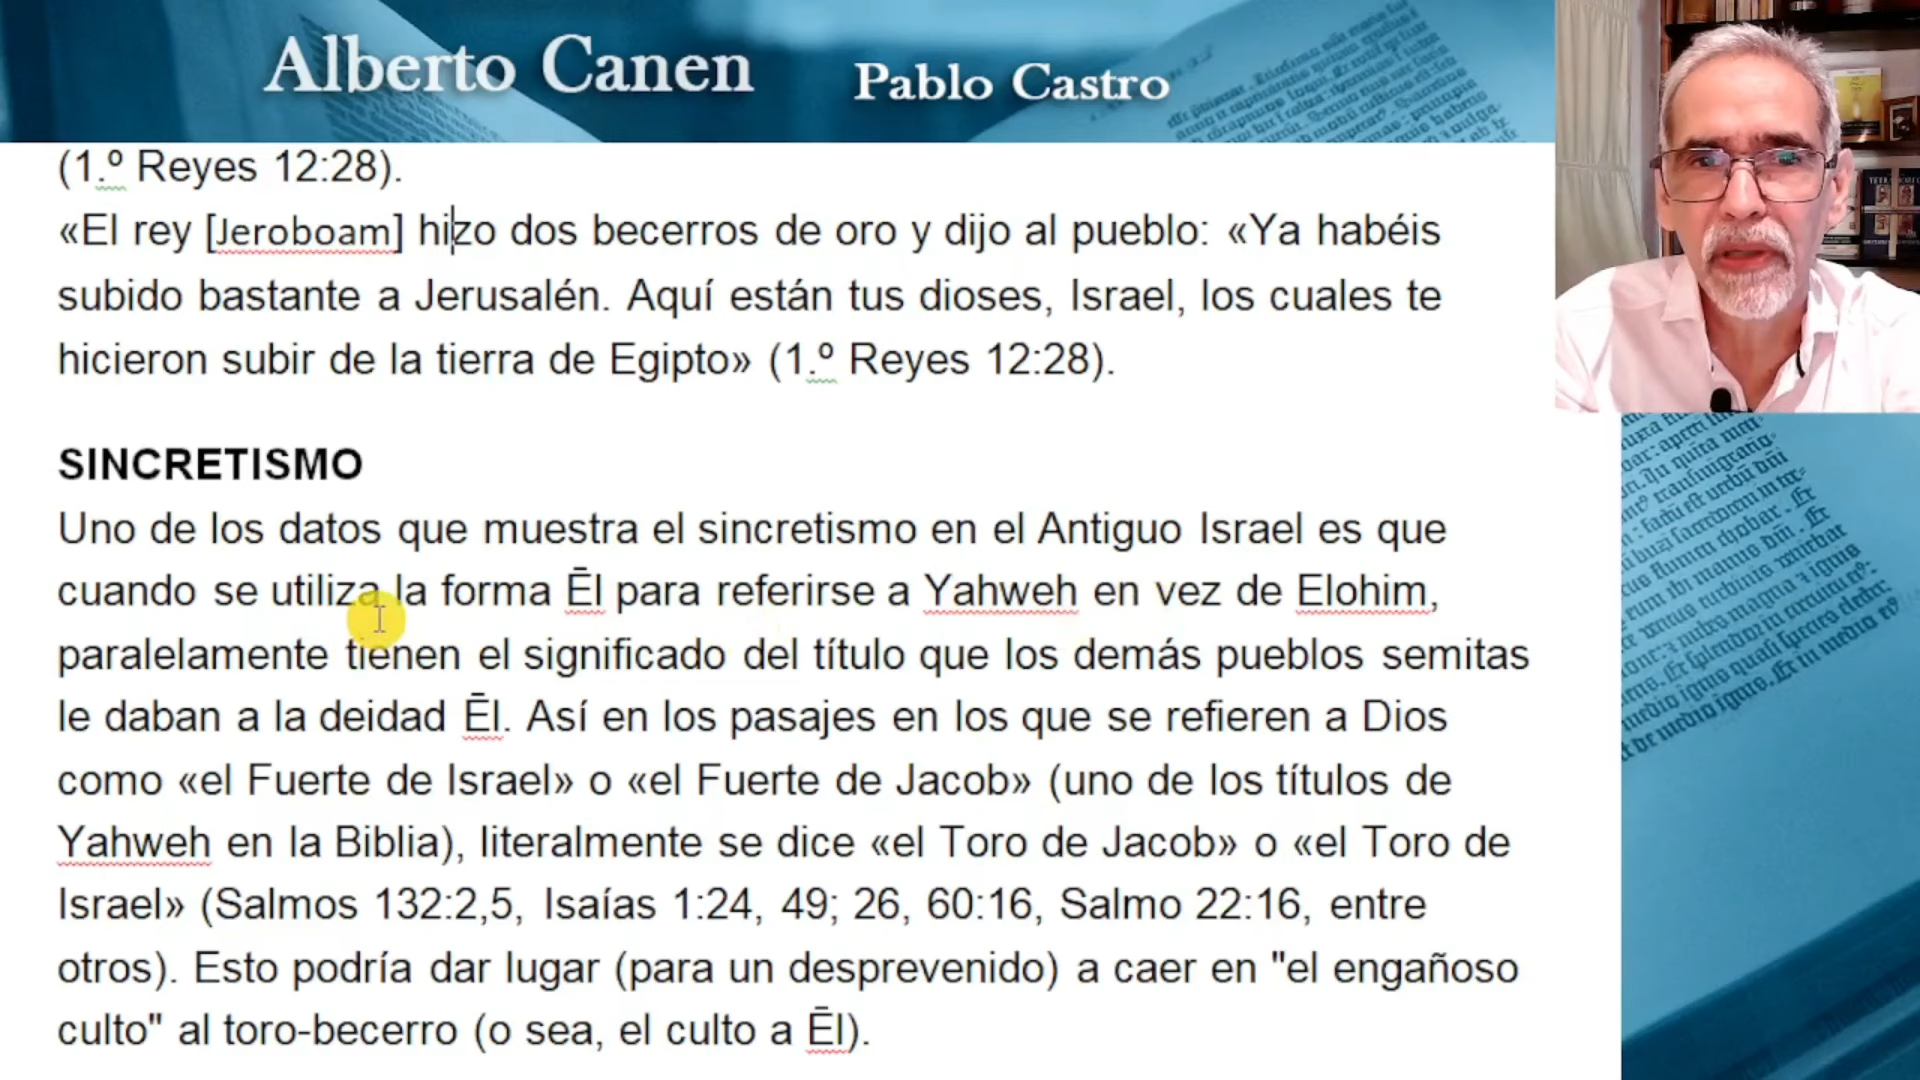 Alberto Canen
Pablo Castro
(1.º Reyes 12:28).
«El rey [Jeroboam] hizo dos becerros de oro y dijo al pueblo: «Ya habéis
subido bastante a Jerusalén. Aquí están tus dioses, Israel, los cuales te
hicieron subir de la tierra de Egipto» (1.º Reyes 12:28).
SINCRETISMO
Uno de los datos que muestra el sincretismo en el Antiguo Israel es que
cuando se utiliza la forma Ēl para referirse a Yahweh en vez de Elohim,
paralelamente tienen el significado del título que los demás pueblos semitas
le daban a la deidad Ēl. Así en los pasajes en los que se refieren a Dios
como «el Fuerte de Israel» o «el Fuerte de Jacob» (uno de los títulos de
Yahweh en la Biblia), literalmente se dice «el Toro de Jacob» o «el Toro de
Israel» (Salmos 132:2,5, Isaías 1:24, 49; 26, 60:16, Salmo 22:16, entre
otros). Esto podría dar lugar (para un desprevenido) a caer en "el engañoso
culto" al toro-becerro (o sea, el culto a Ēl).